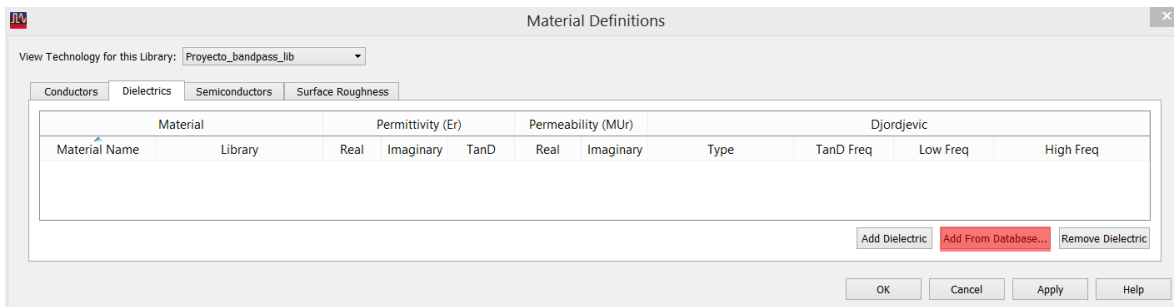 Material Definitions
View Technology for this Library: Proyecto_bandpass_lib
Conductors Dielectrics Semiconductors Surface Roughness
Material Permittivity (Er) Permeability (MUr) Djordjevic
Material Name Library Real Imaginary TanD Real Imaginary Type TanD Freq Low Freq High Freq
Add Dielectric Add From Database... Remove Dielectric
OK Cancel Apply Help